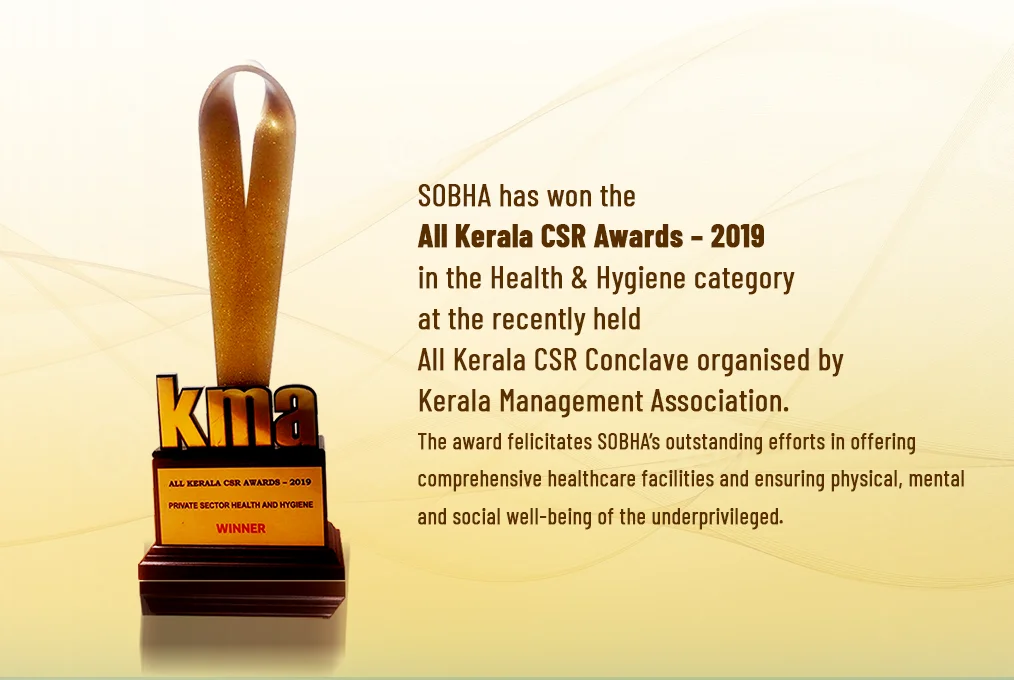 kma
ALL KERALA CSR AWARDS – 2019
PRIVATE SECTOR HEALTH AND HYGIENE
WINNER
SOBHA has won the
All Kerala CSR Awards – 2019
in the Health & Hygiene category
at the recently held
All Kerala CSR Conclave organised by
Kerala Management Association.
The award felicitates SOBHA's outstanding efforts in offering
comprehensive healthcare facilities and ensuring physical, mental
and social well-being of the underprivileged.